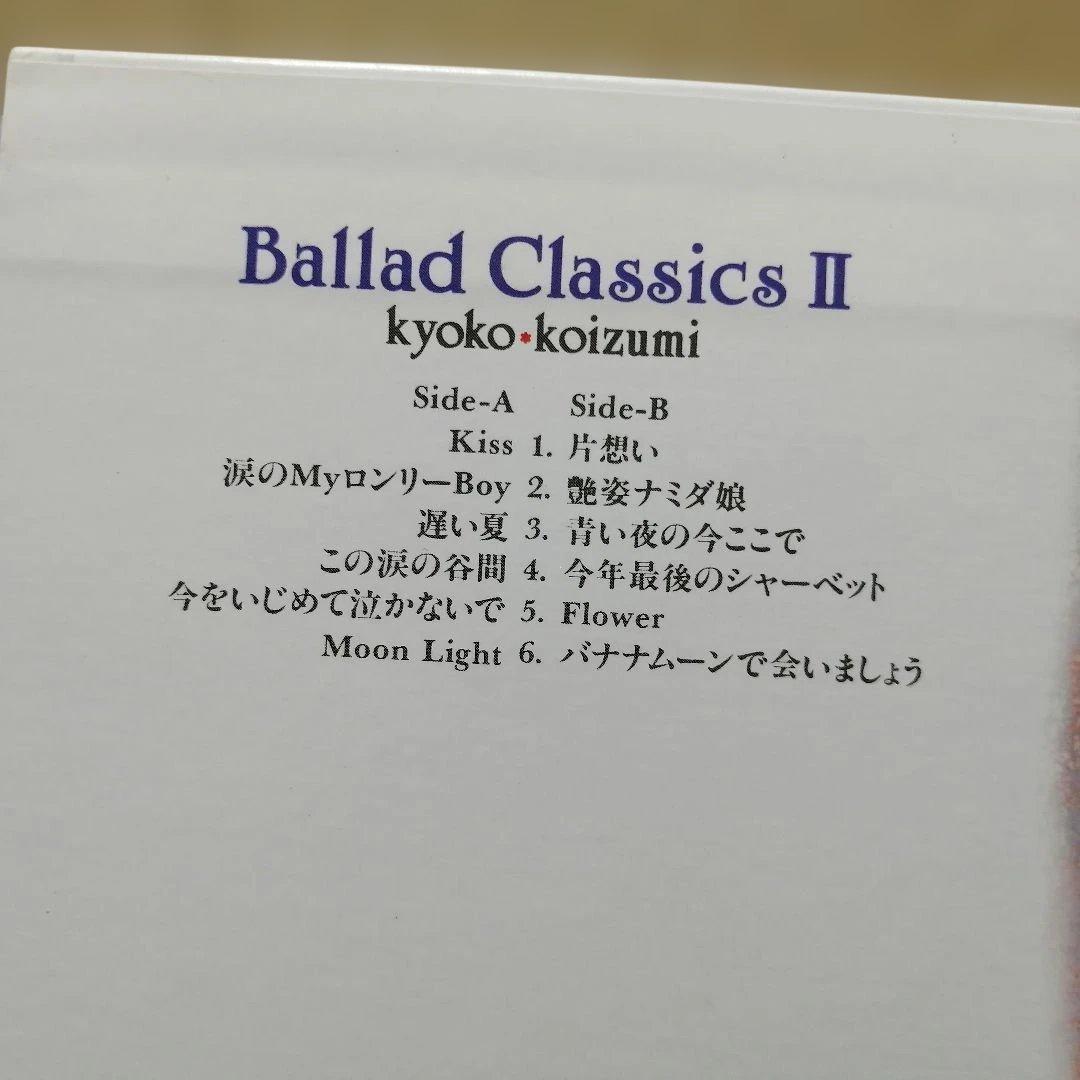 Ballad Classics II
kyoko*koizumi
Side-A Side-B
Kiss 1. 片想い
涙のMyロンリーBoy 2. 艶姿ナミダ娘
遅い夏 3. 青い夜の今ここで
この涙の谷間 4. 今年最後のシャーベット
今をいじめて泣かないで 5. Flower
Moon Light 6. バナナムーンで会いましょう